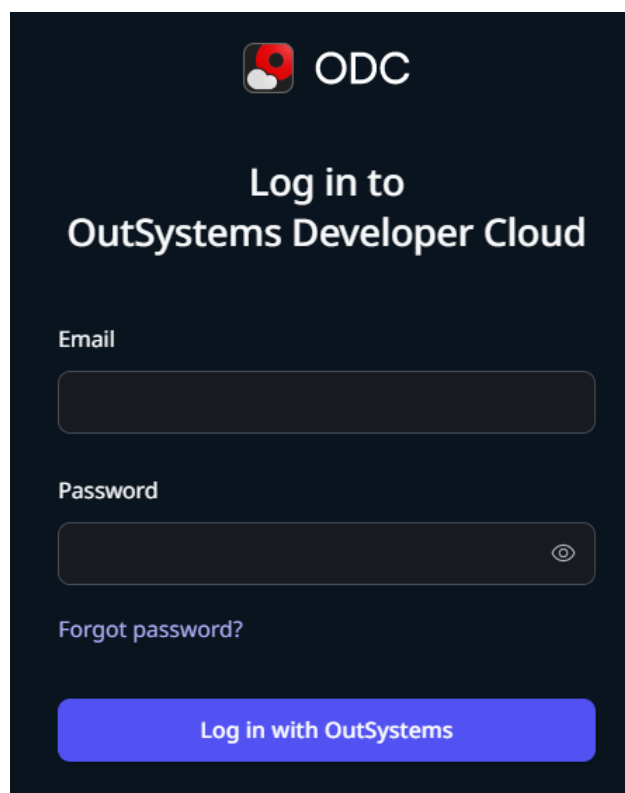 ODC
Log in to
OutSystems Developer Cloud
Email
Password
Forgot password?
Log in with OutSystems